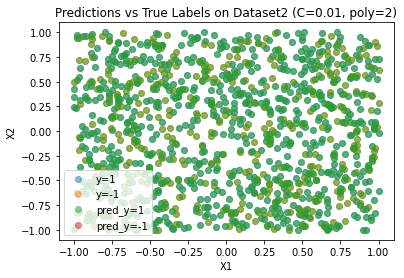 Predictions vs True Labels on Dataset2 (C=0.01, poly=2)
1.00
0.75
0.50
0.25
0.00
−0.25
−0.50
−0.75
−1.00
X2
y=1
y=-1
pred_y=1
pred_y=-1
−1.00 −0.75 −0.50 −0.25 0.00 0.25 0.50 0.75 1.00
X1